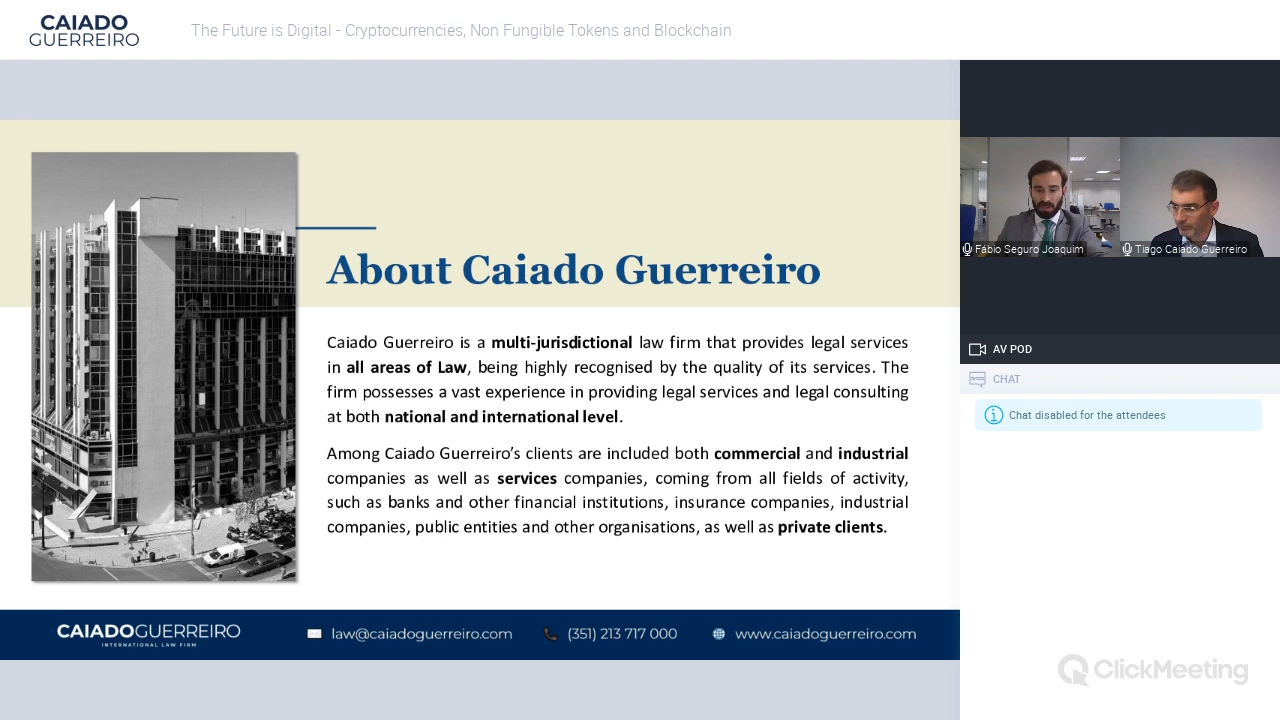 CAIADO
GUERREIRO
The Future is Digital - Cryptocurrencies, Non Fungible Tokens and Blockchain
About Caiado Guerreiro
Caiado Guerreiro is a multi-jurisdictional law firm that provides legal services
in all areas of Law, being highly recognised by the quality of its services. The
firm possesses a vast experience in providing legal services and legal consulting
at both national and international level.
Among Caiado Guerreiro’s clients are included both commercial and industrial
companies as well as services companies, coming from all fields of activity,
such as banks and other financial institutions, insurance companies, industrial
companies, public entities and other organisations, as well as private clients.
CAIADOGUERREIRO
INTERNATIONAL LAW FIRM
law@caiadoguerreiro.com
(351) 213 717 000
www.caiadoguerreiro.com
Fábio Seguro Joaquim
Tiago Caiado Guerreiro
AV POD
CHAT
Chat disabled for the attendees
ClickMeeting